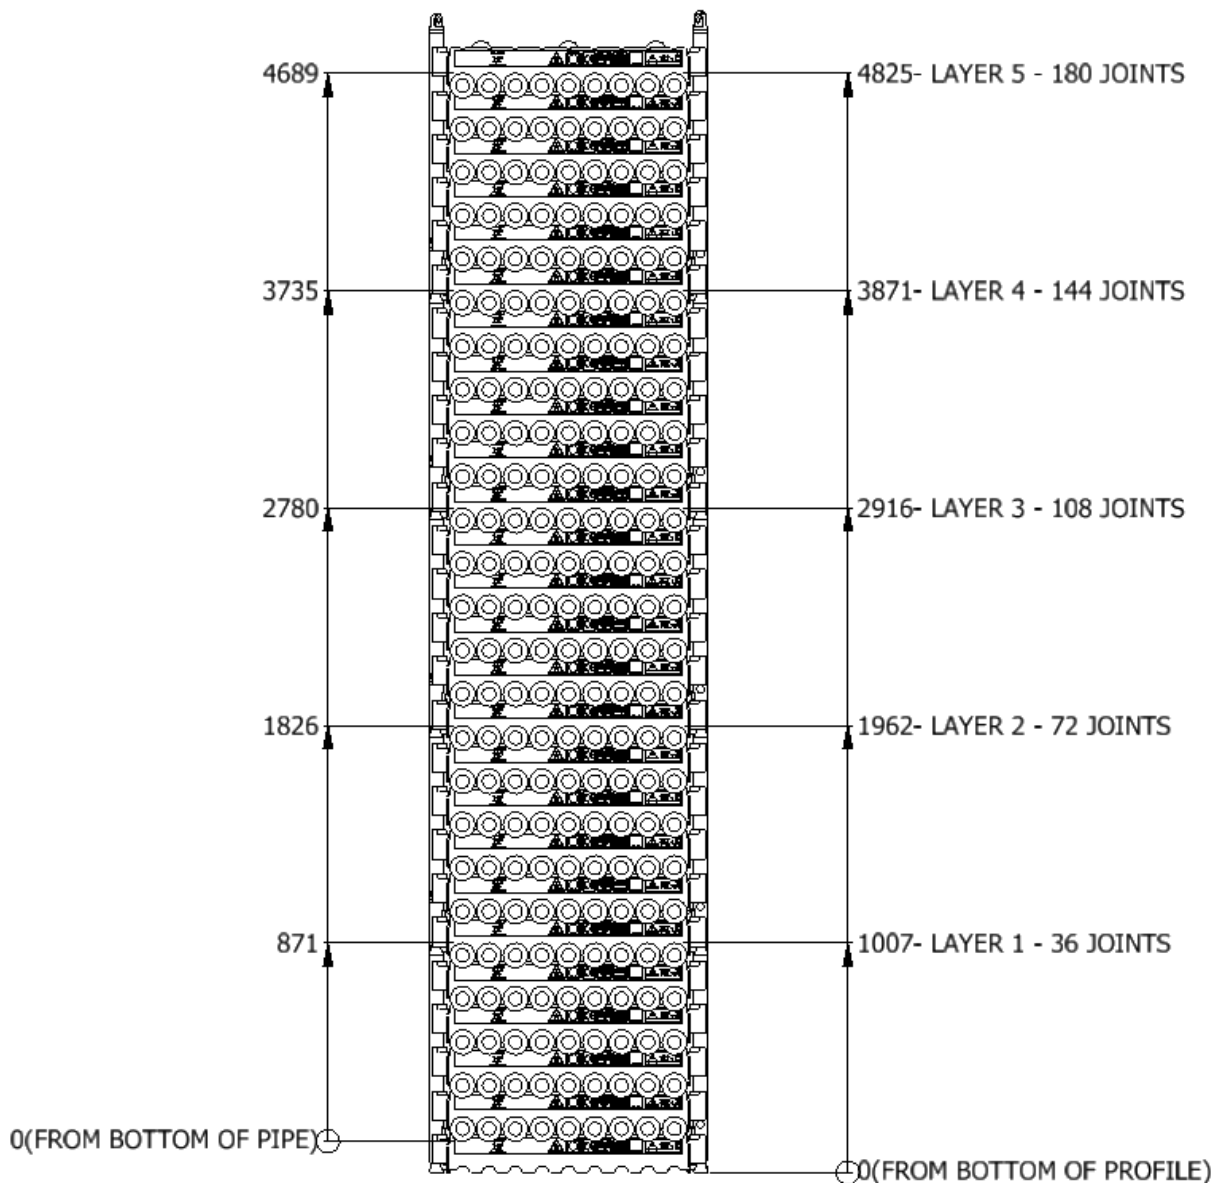 4689 4825- LAYER 5 - 180 JOINTS
3735 3871- LAYER 4 - 144 JOINTS
2780 2916- LAYER 3 - 108 JOINTS
1826 1962- LAYER 2 - 72 JOINTS
871 1007- LAYER 1 - 36 JOINTS
0(FROM BOTTOM OF PIPE)
0(FROM BOTTOM OF PROFILE)